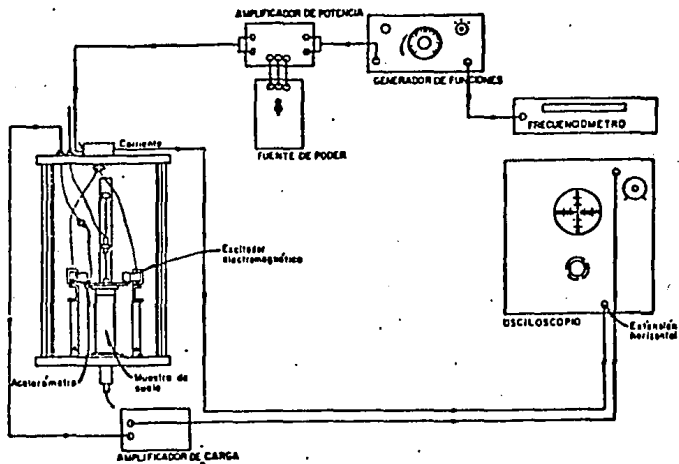 AMPLIFICADOR DE POTENCIA
GENERADOR DE FUNCIONES
FRECUENCIOMETRO
FUENTE DE PODER
Corriente
Excitador
electromagnético
OSCILOSCOPIO
Extensión
horizontal
Acelerómetro
Muestra de
suelo
AMPLIFICADOR DE CARGA